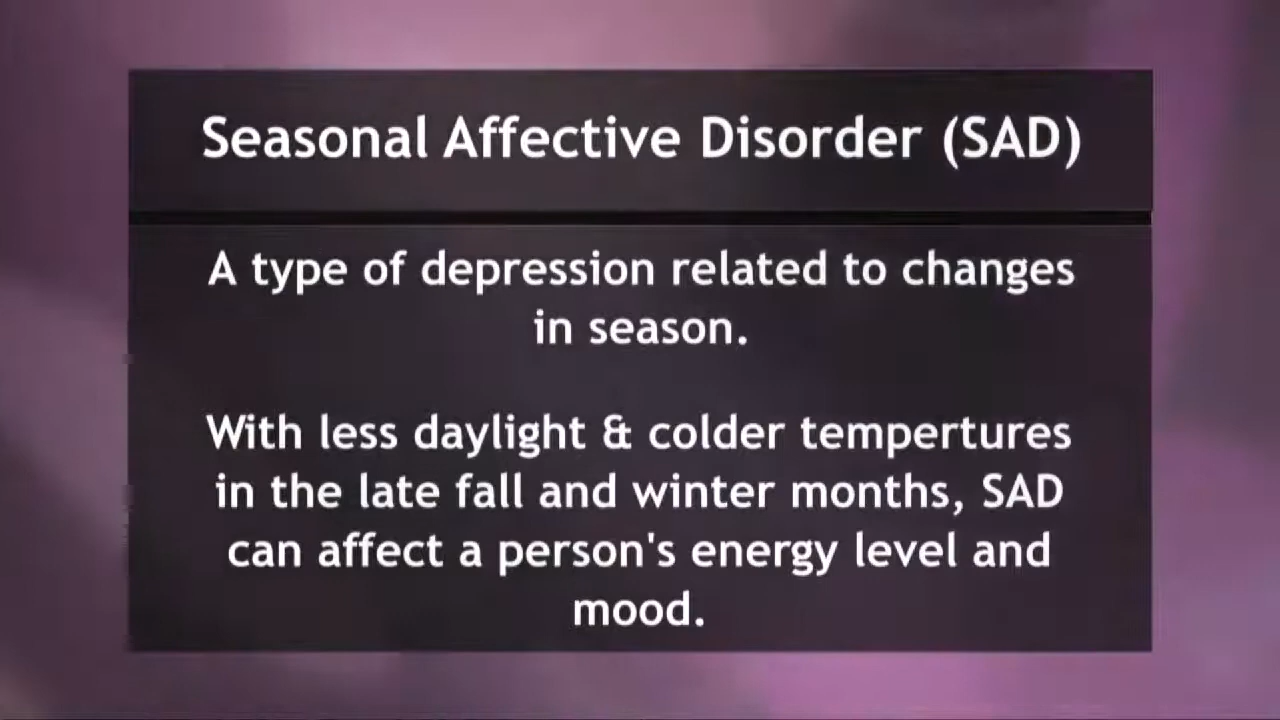 Seasonal Affective Disorder (SAD)
A type of depression related to changes
in season.
With less daylight & colder tempertures
in the late fall and winter months, SAD
can affect a person's energy level and
mood.